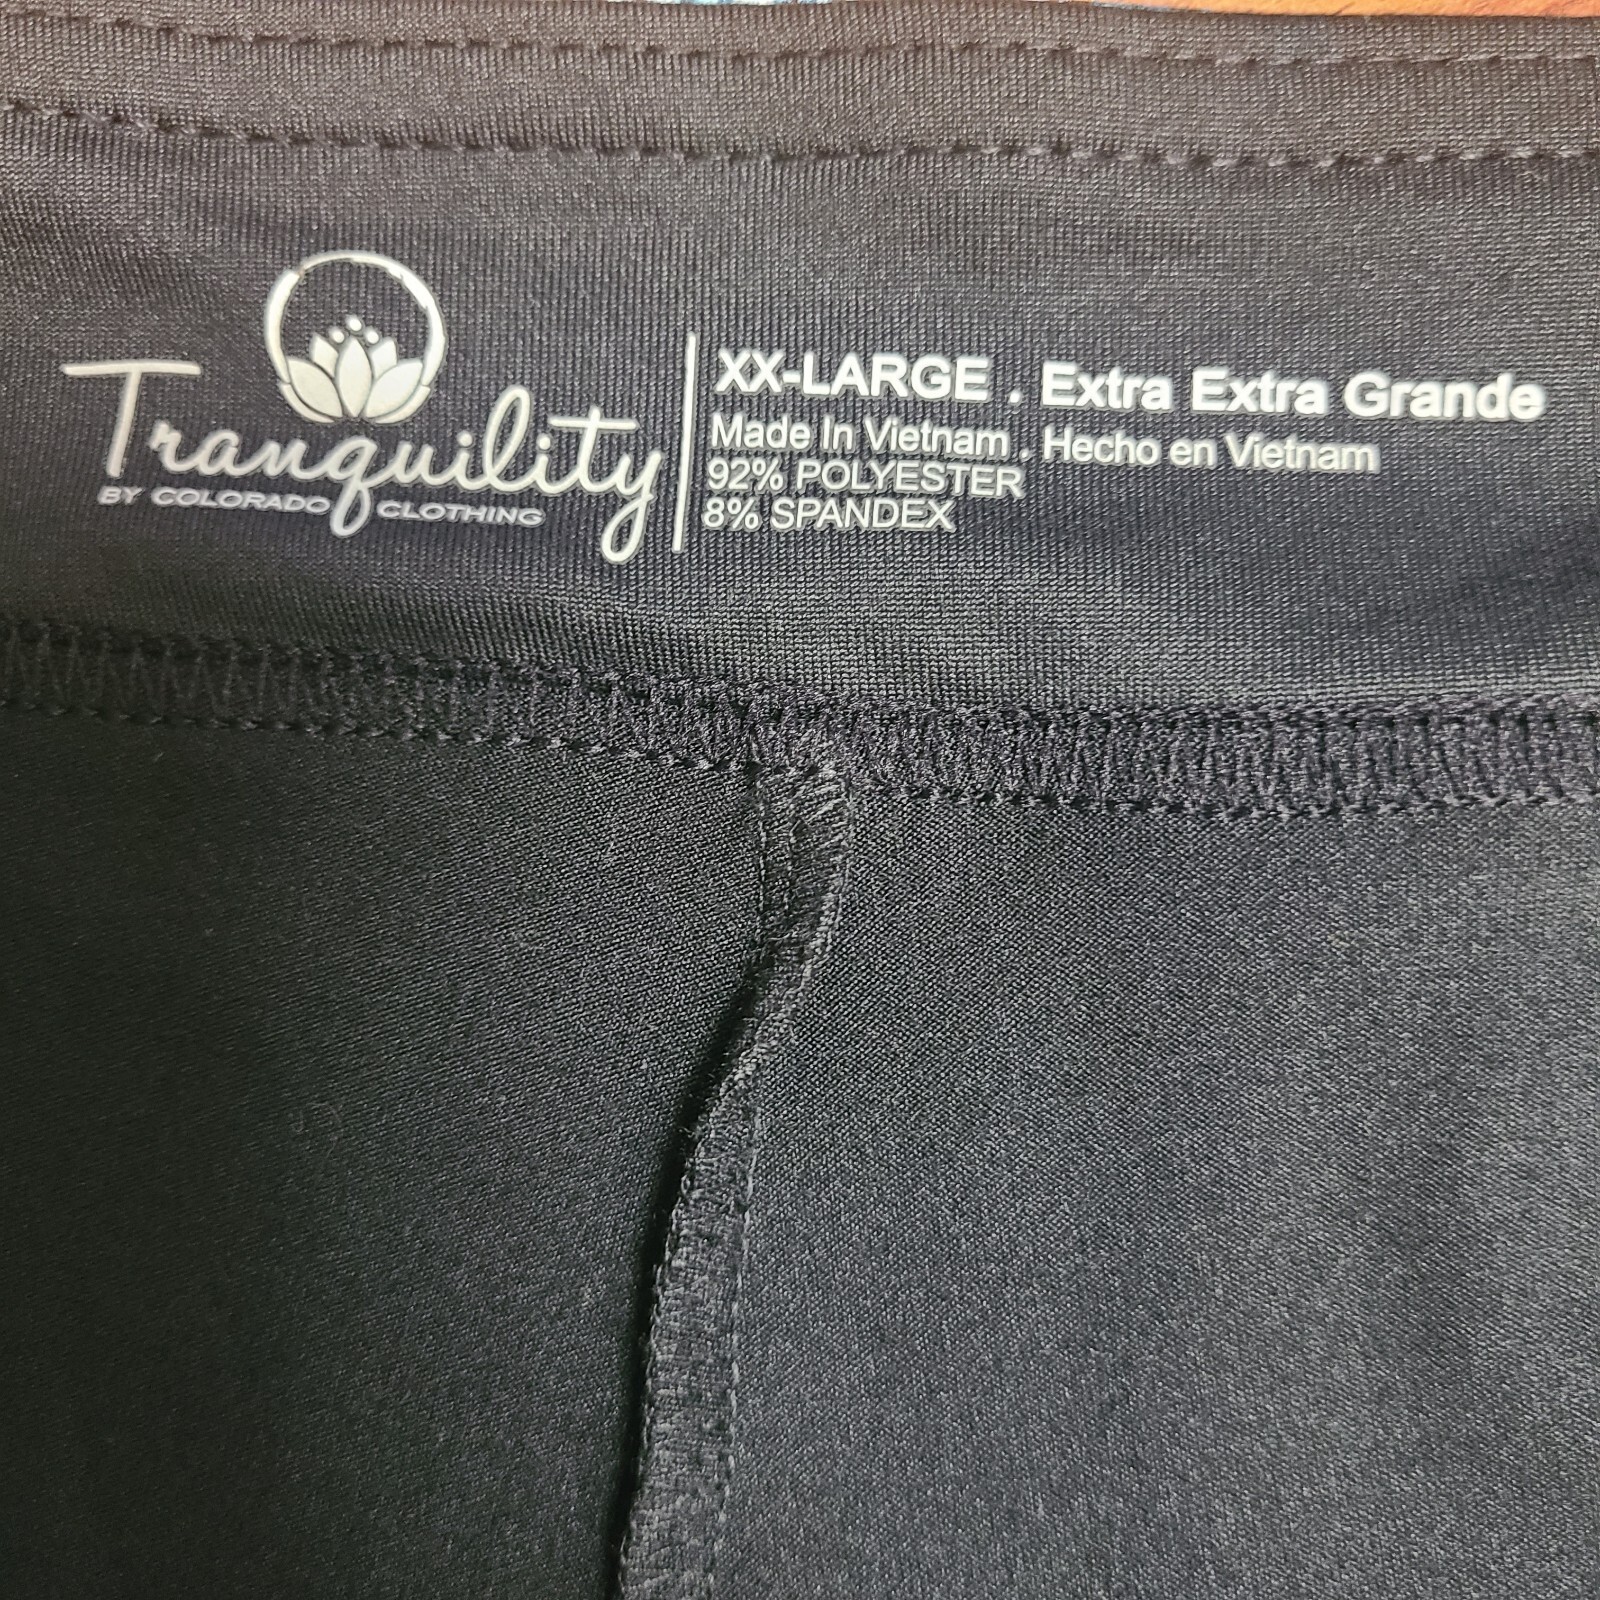 Tranquility
BY COLORADO CLOTHING
XX-LARGE . Extra Extra Grande
Made In Vietnam . Hecho en Vietnam
92% POLYESTER
8% SPANDEX